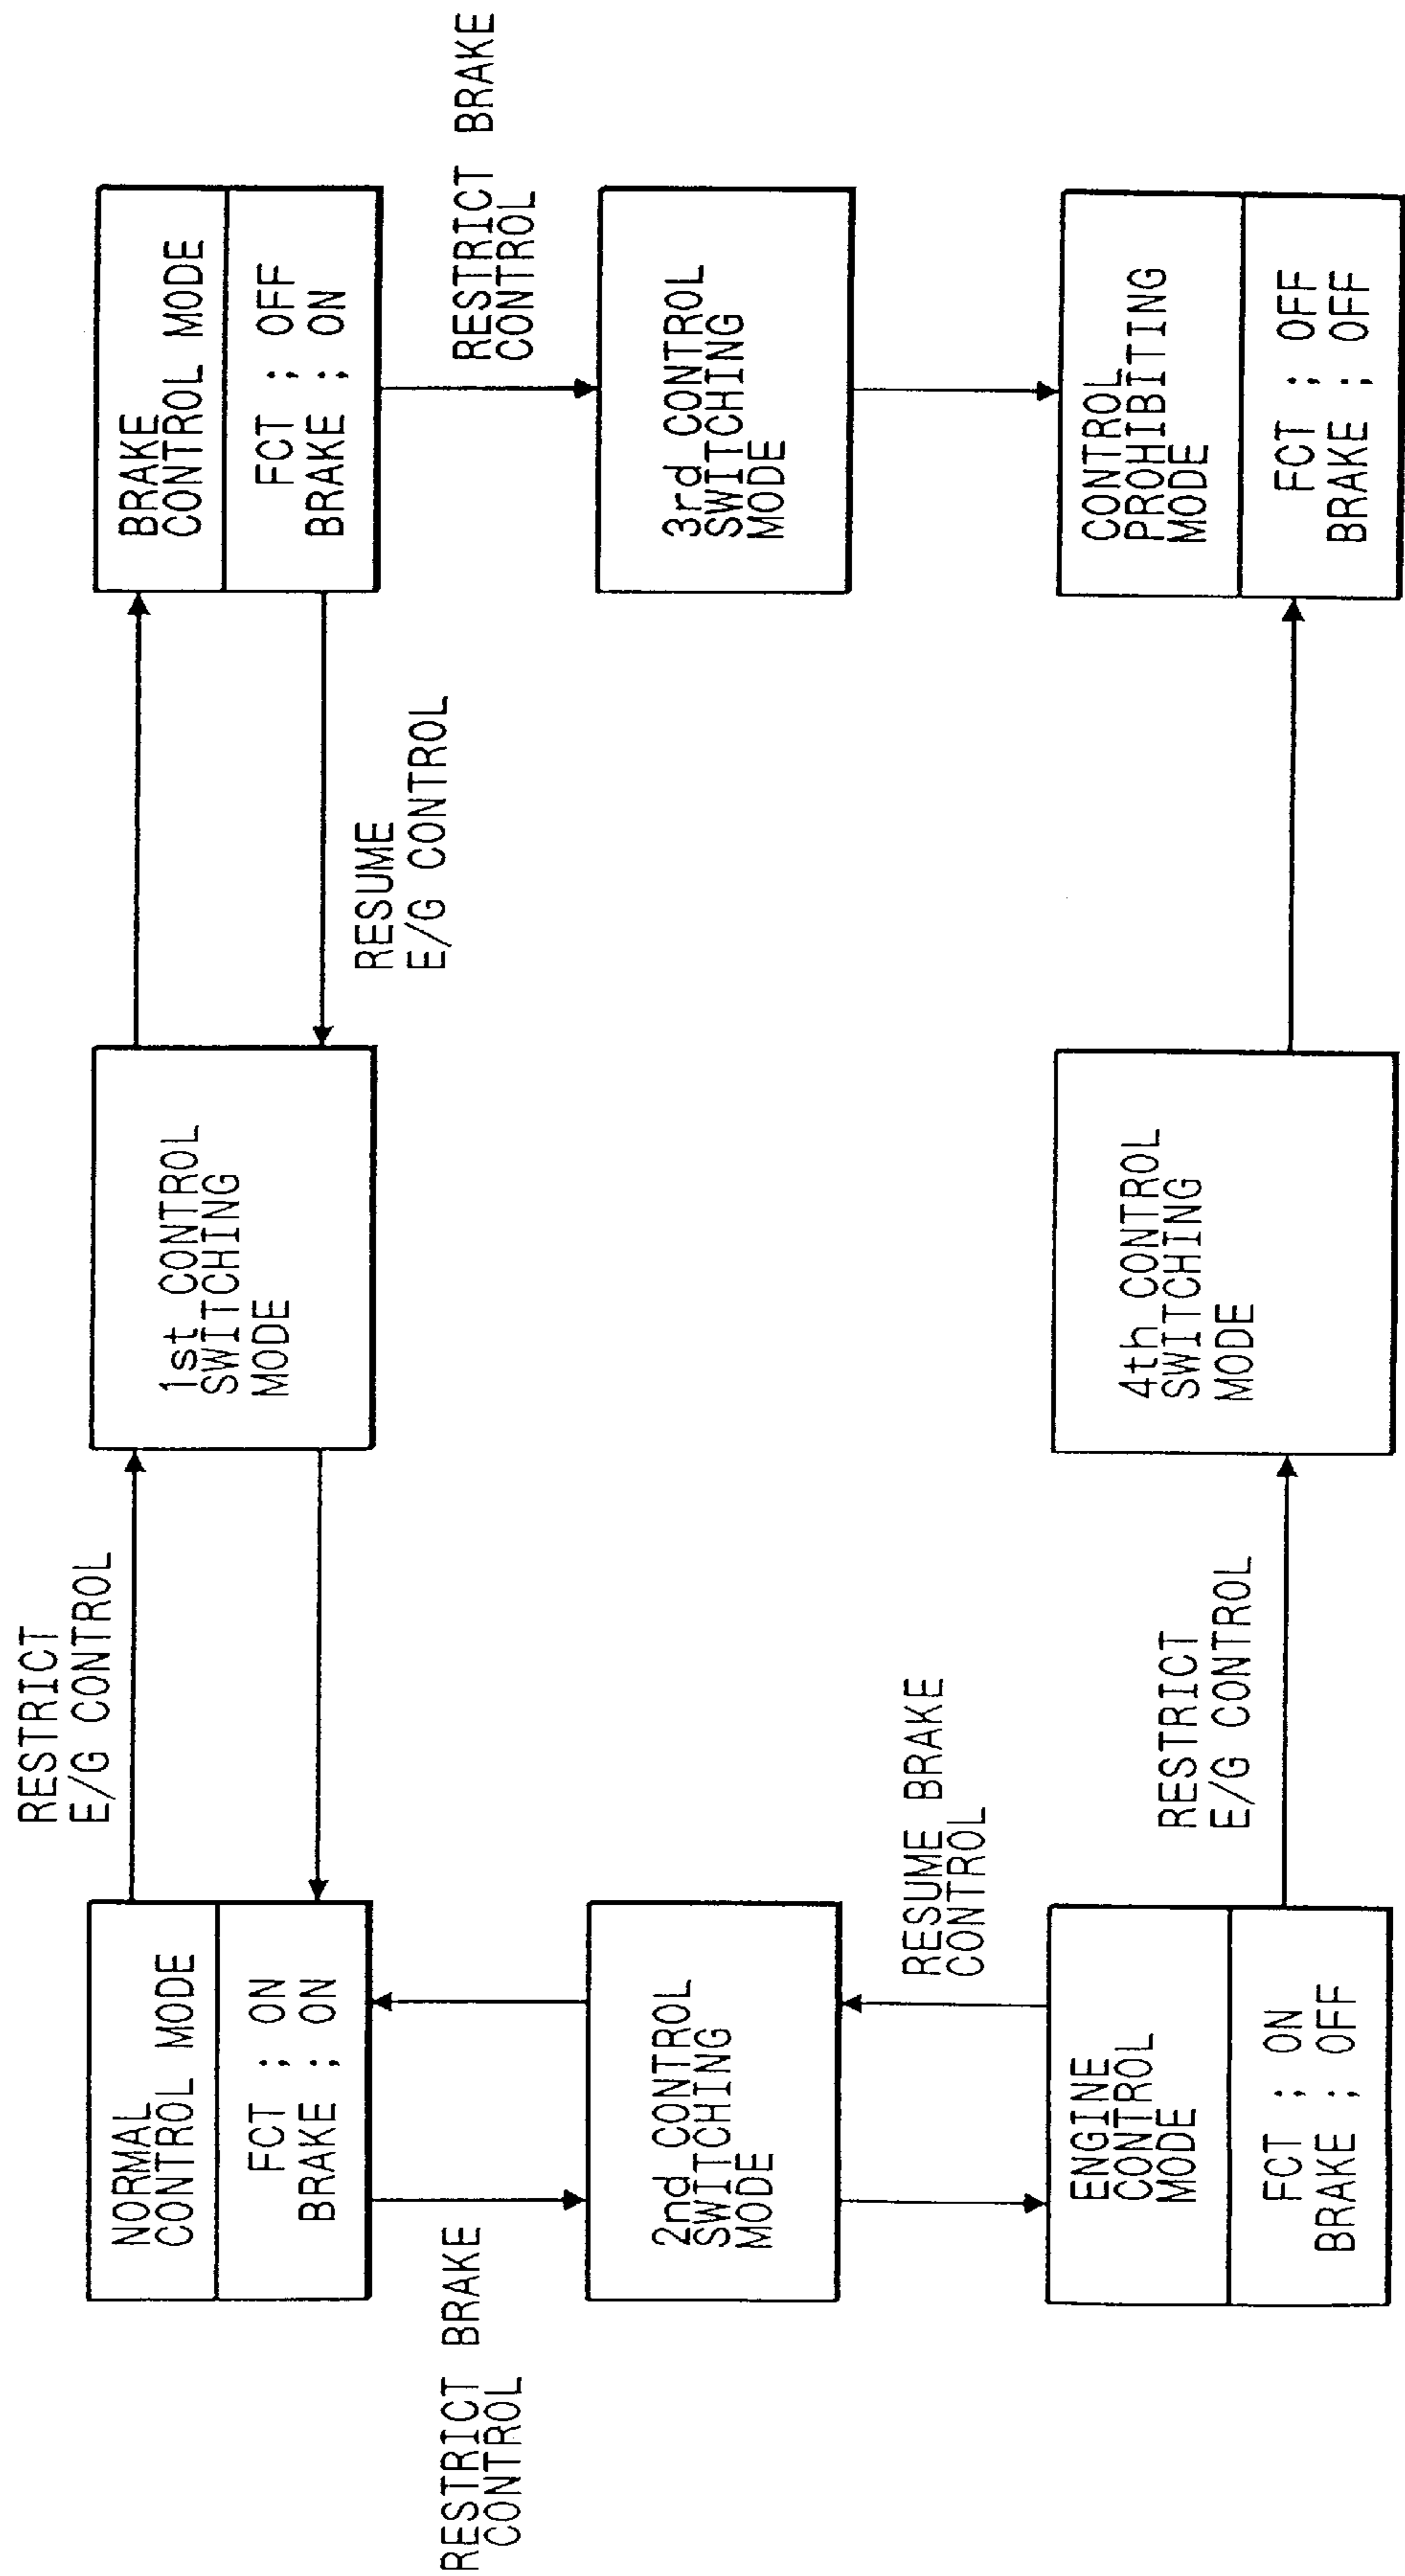 RESTRICT
E/G CONTROL
NORMAL
CONTROL MODE
FCT ; ON
BRAKE ; ON
1st CONTROL
SWITCHING
MODE
BRAKE
CONTROL MODE
FCT ; OFF
BRAKE ; ON
RESUME
E/G CONTROL
RESTRICT BRAKE
CONTROL
RESTRICT BRAKE
CONTROL
2nd CONTROL
SWITCHING
MODE
3rd CONTROL
SWITCHING
MODE
RESUME BRAKE
CONTROL
ENGINE
CONTROL
MODE
FCT ; ON
BRAKE ; OFF
RESTRICT
E/G CONTROL
4th CONTROL
SWITCHING
MODE
CONTROL
PROHIBITING
MODE
FCT ; OFF
BRAKE ; OFF